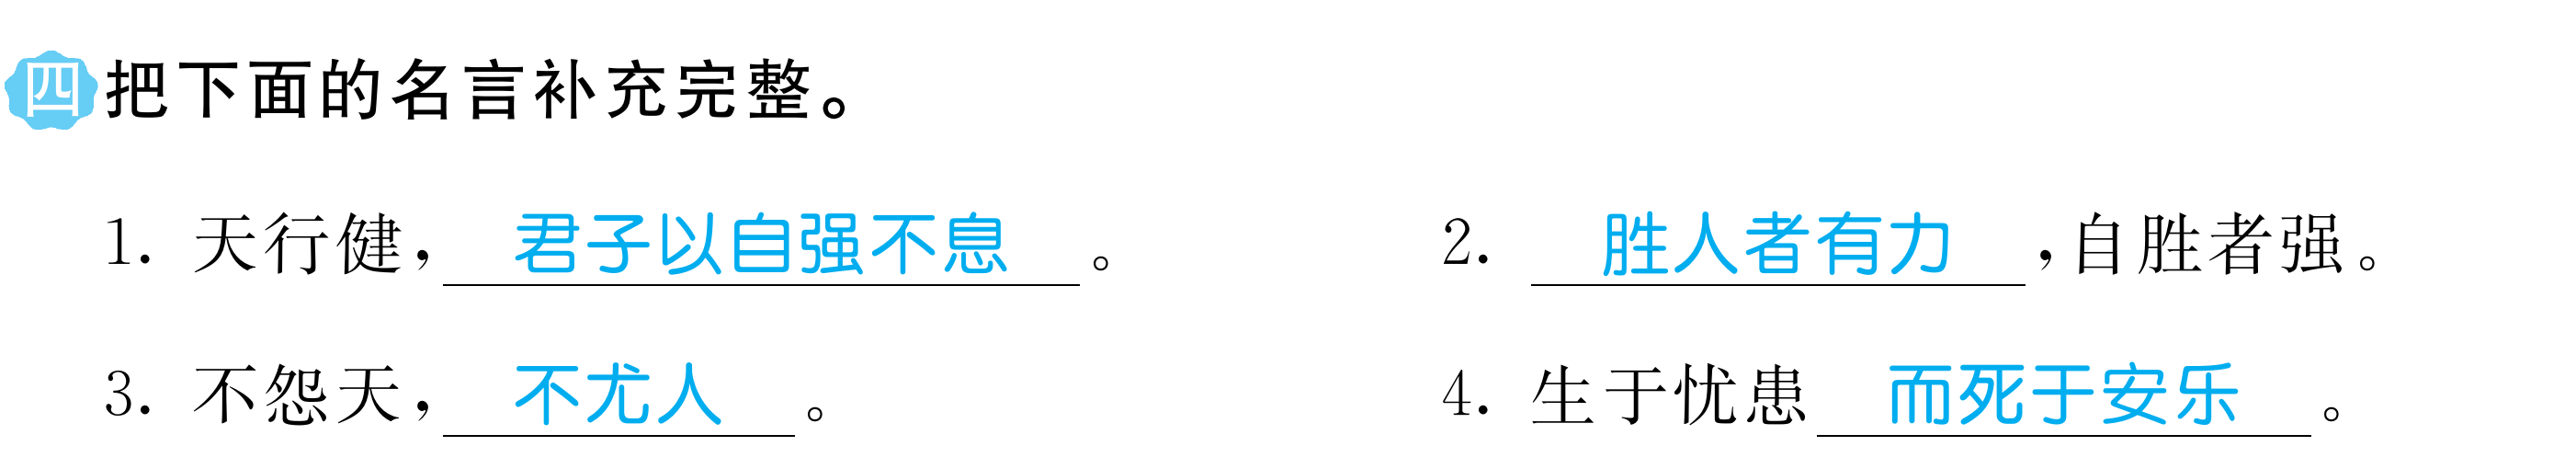 四 把下面的名言补充完整。
1. 天行健，君子以自强不息。 2. 胜人者有力，自胜者强。
3. 不怨天，不尤人。 4. 生于忧患而死于安乐。